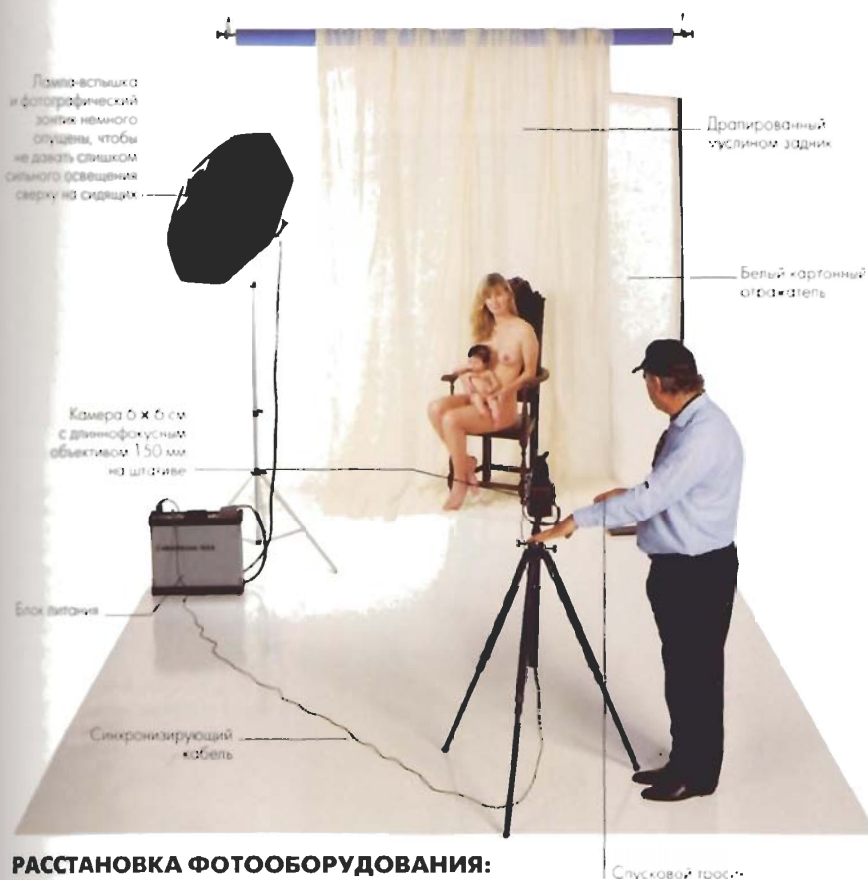 Лампа-вспышка
и фотографический
зонтик немного
опущены, чтобы
не давать слишком
сильного освещения
сверху на сидящих
Драпированный
муслином задник
Белый картонный
отражатель
Камера 6 × 6 см
с длиннофокусным
объективом 150 мм
на штативе
Блок питания
Синхронизирующий
кабель
РАССТАНОВКА ФОТООБОРУДОВАНИЯ:
Спусковой тросик